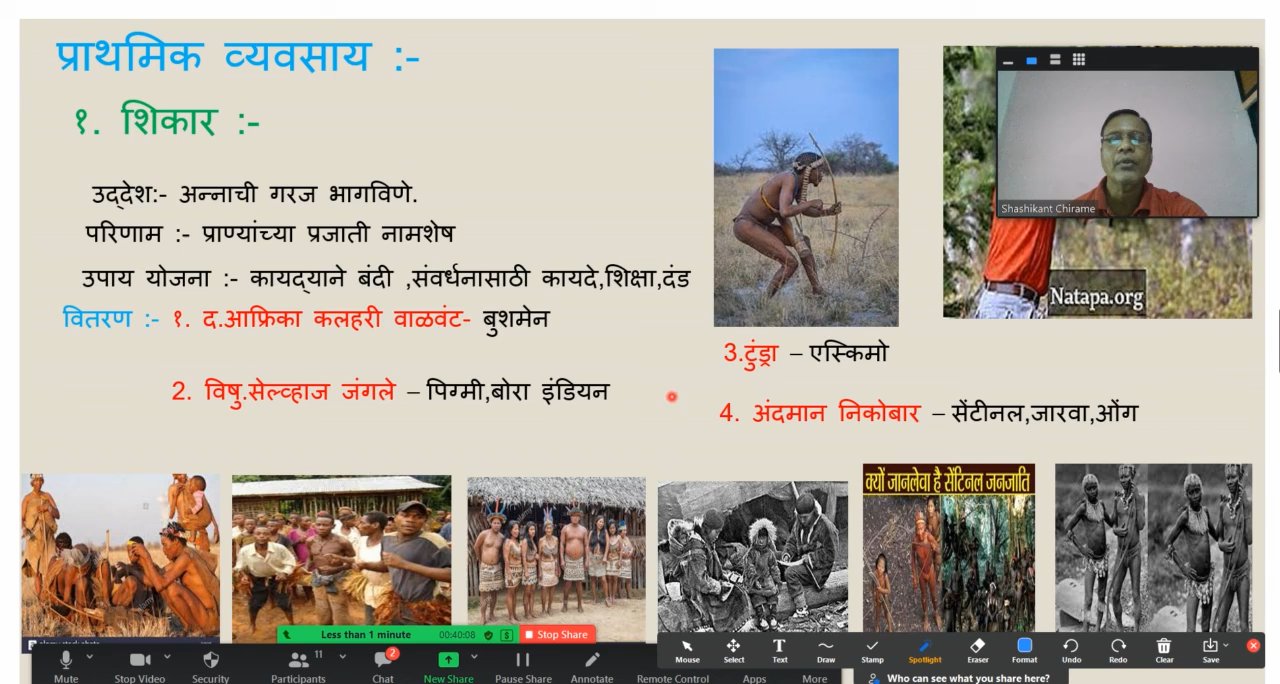 प्राथमिक व्यवसाय :-
१. शिकार :-
उद्देश:- अन्नाची गरज भागविणे.
परिणाम :- प्राण्यांच्या प्रजाती नामशेष
उपाय योजना :- कायद्याने बंदी ,संवर्धनासाठी कायदे,शिक्षा,दंड
वितरण :- १. द.आफ्रिका कलहरी वाळवंट- बुशमेन
2. विषु.सेल्व्हाज जंगले – पिग्मी,बोरा इंडियन
Shashikant Chirame
Natapa.org
3.टुंड्रा – एस्किमो
4. अंदमान निकोबार – सेंटीनल,जारवा,ओंग
क्यों जानलेवा है सेंटिनल जनजाति
Less than 1 minute 00:40:08 $ Stop Share
Mouse Select Text Draw Stamp Spotlight Eraser Format Undo Redo Clear Save
11 2
Mute Stop Video Security Participants Chat New Share Pause Share Annotate Remote Control Apps More
Who can see what you share here?